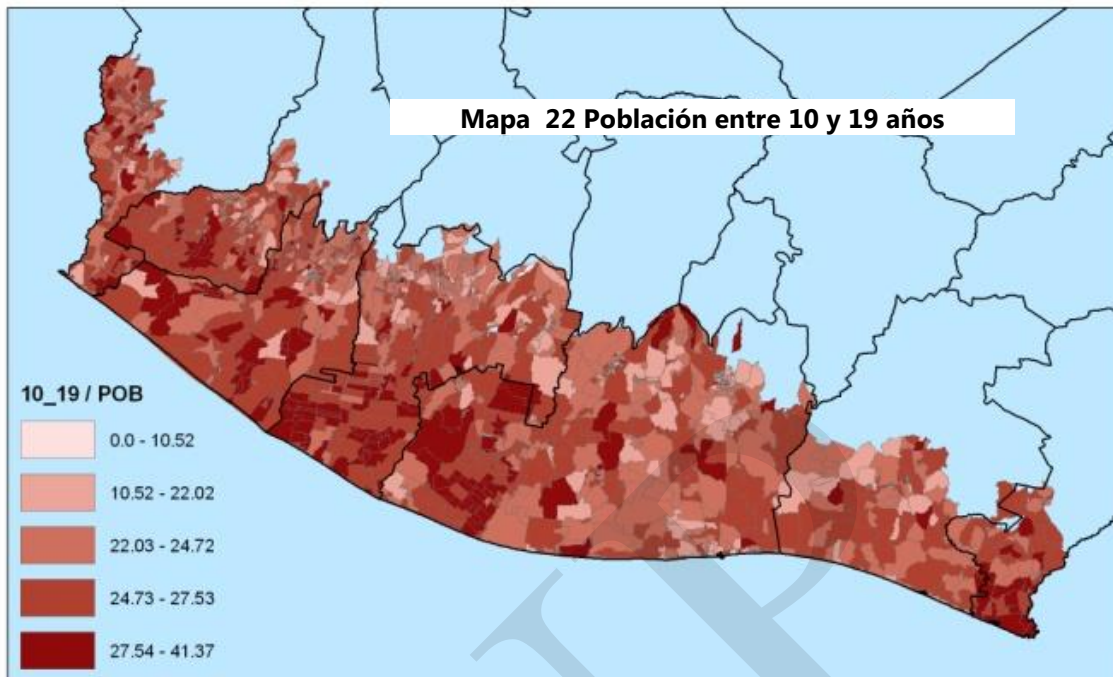 Mapa 22 Población entre 10 y 19 años
10_19 / POB
0.0 - 10.52
10.52 - 22.02
22.03 - 24.72
24.73 - 27.53
27.54 - 41.37